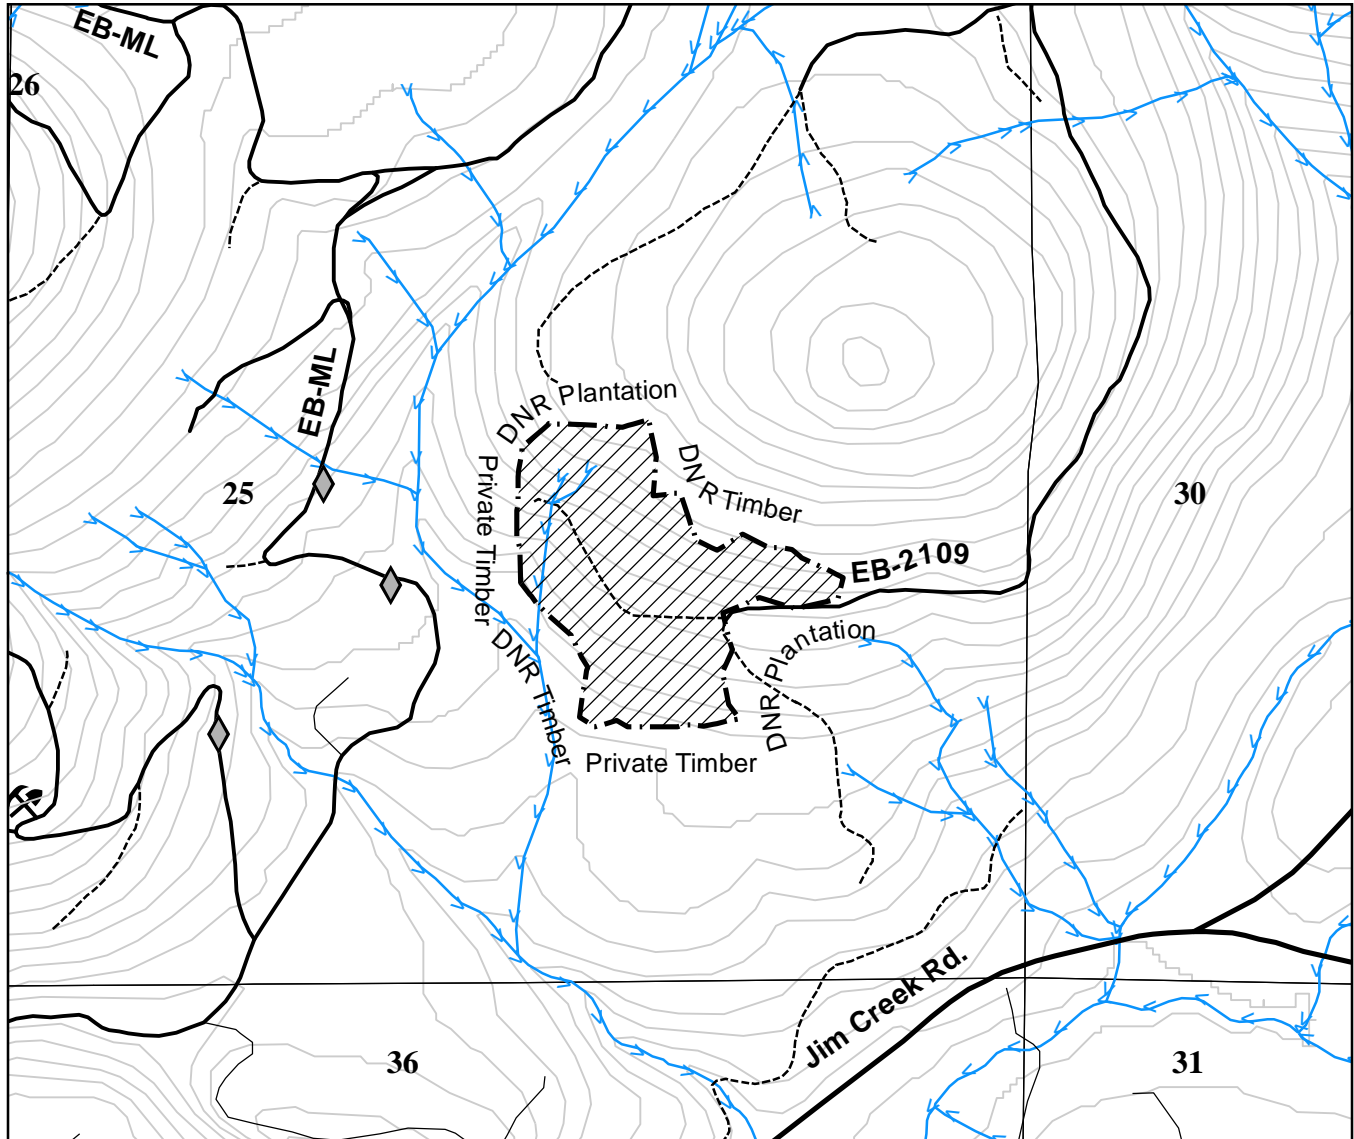 EB-ML
26
EB-ML
DNR Plantation
DNR Timber
Private Timber
25
30
EB-2109
DNR Plantation
DNR Timber
Private Timber
Jim Creek Rd.
36
31